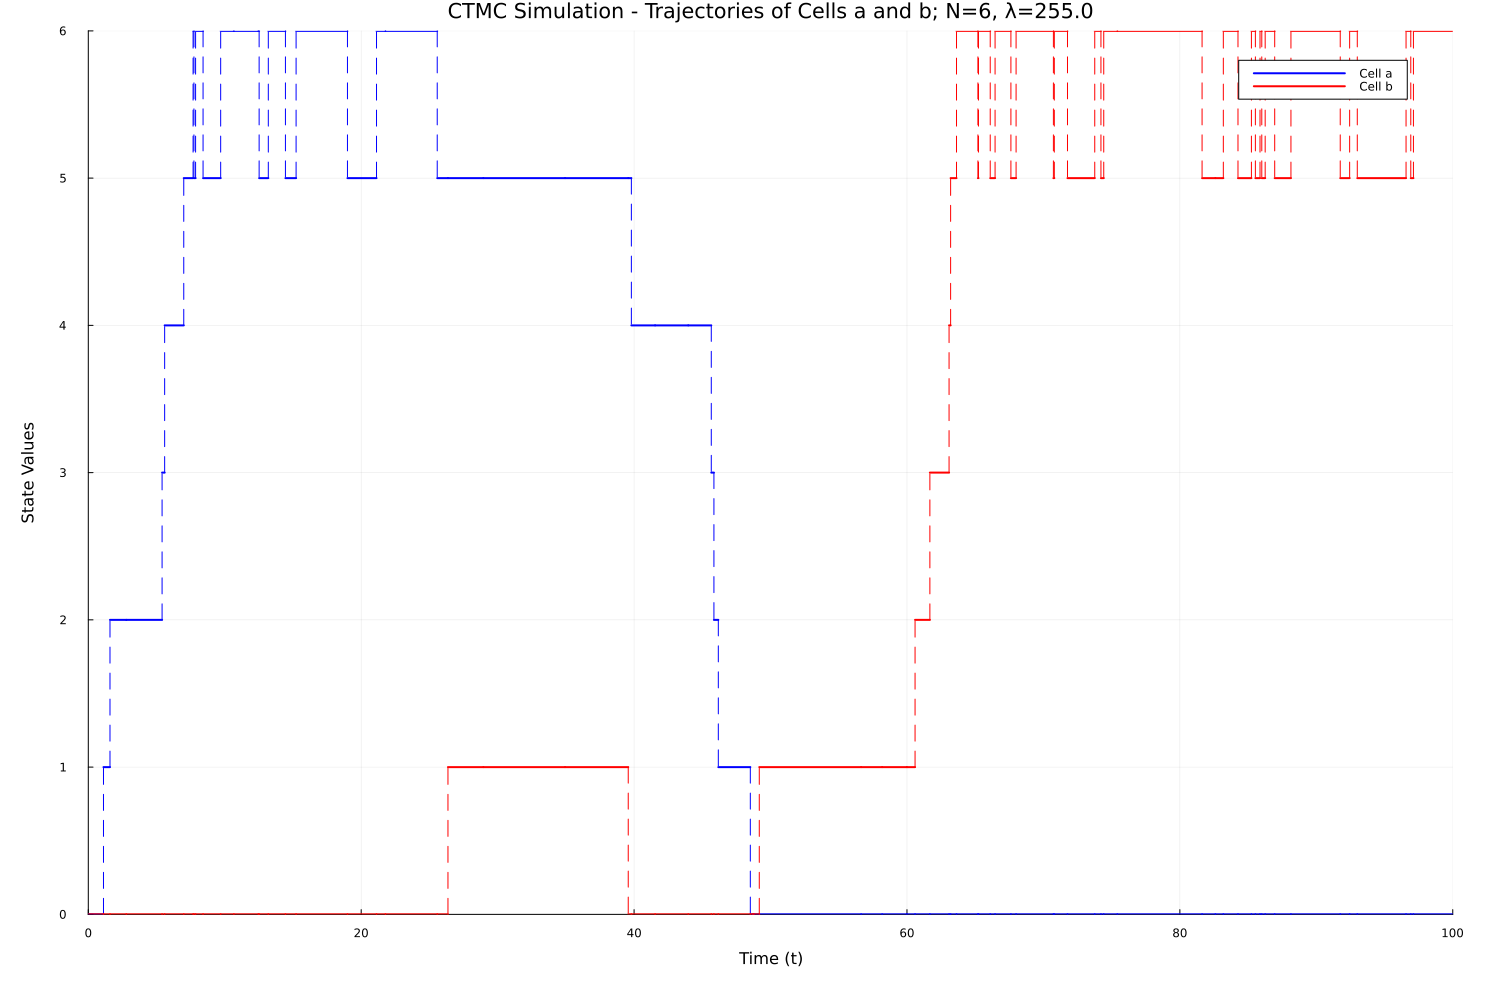 CTMC Simulation - Trajectories of Cells a and b; N=6, λ=255.0
6
Cell a
Cell b
5
4
3
State Values
2
1
0
0 20 40 60 80 100
Time (t)